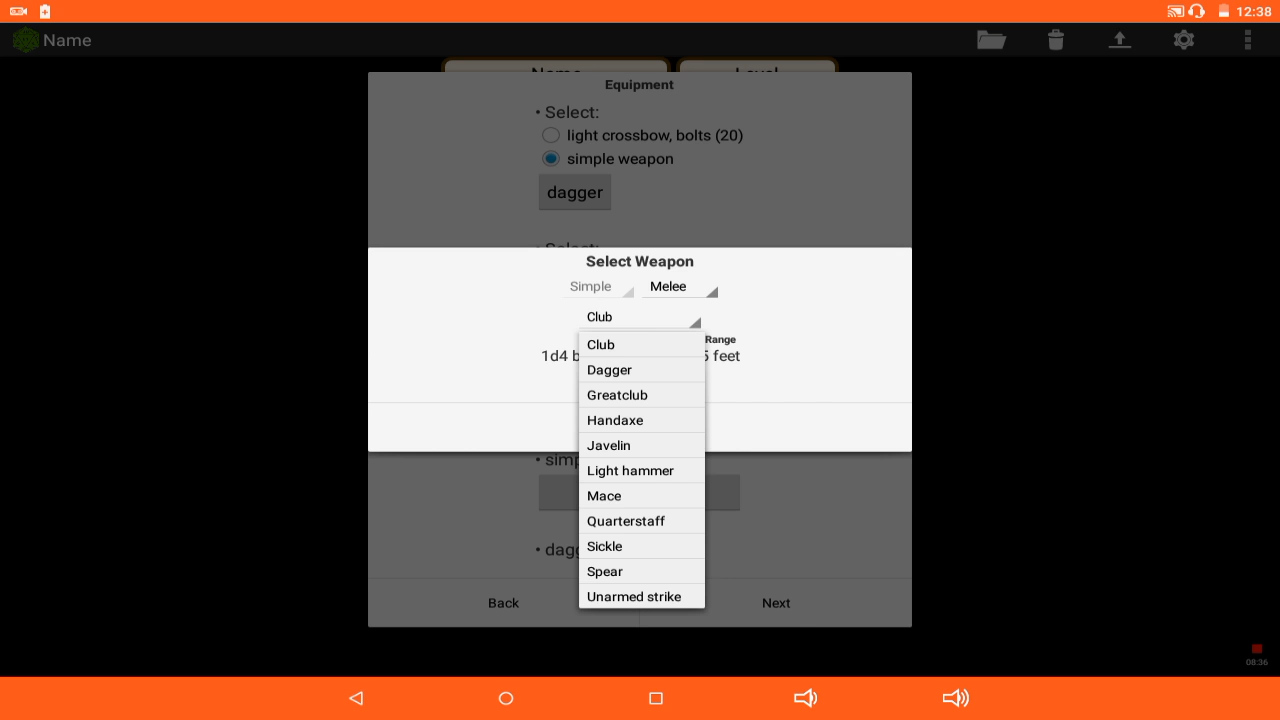 12:38
Name
Name
Level
Equipment
• Select:
light crossbow, bolts (20)
simple weapon
dagger
• Select:
Select Weapon
Simple
Melee
Club
Range
1d4 b
5 feet
Club
Dagger
Greatclub
Handaxe
Javelin
Light hammer
Mace
Quarterstaff
Sickle
Spear
Unarmed strike
• simp
• dagg
Back
Next
08:36